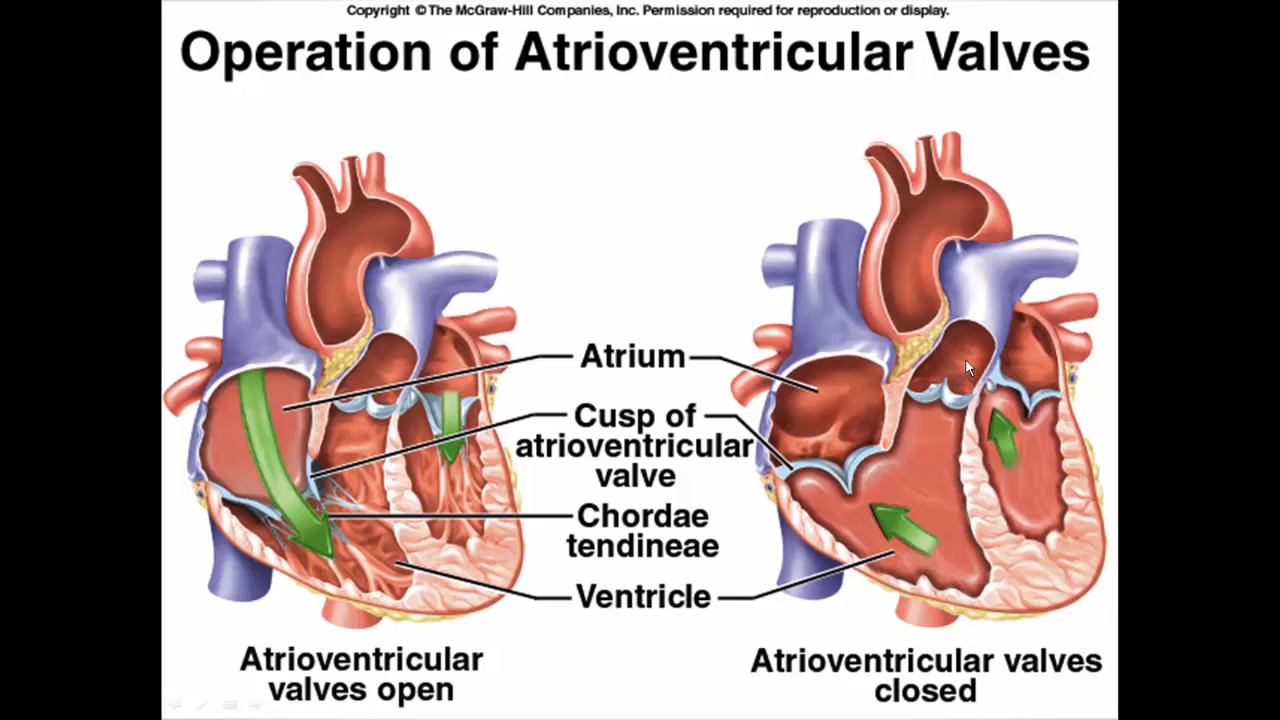 Copyright © The McGraw-Hill Companies, Inc. Permission required for reproduction or display.
Operation of Atrioventricular Valves
Atrium
Cusp of
atrioventricular
valve
Chordae
tendineae
Ventricle
Atrioventricular
valves open
Atrioventricular valves
closed